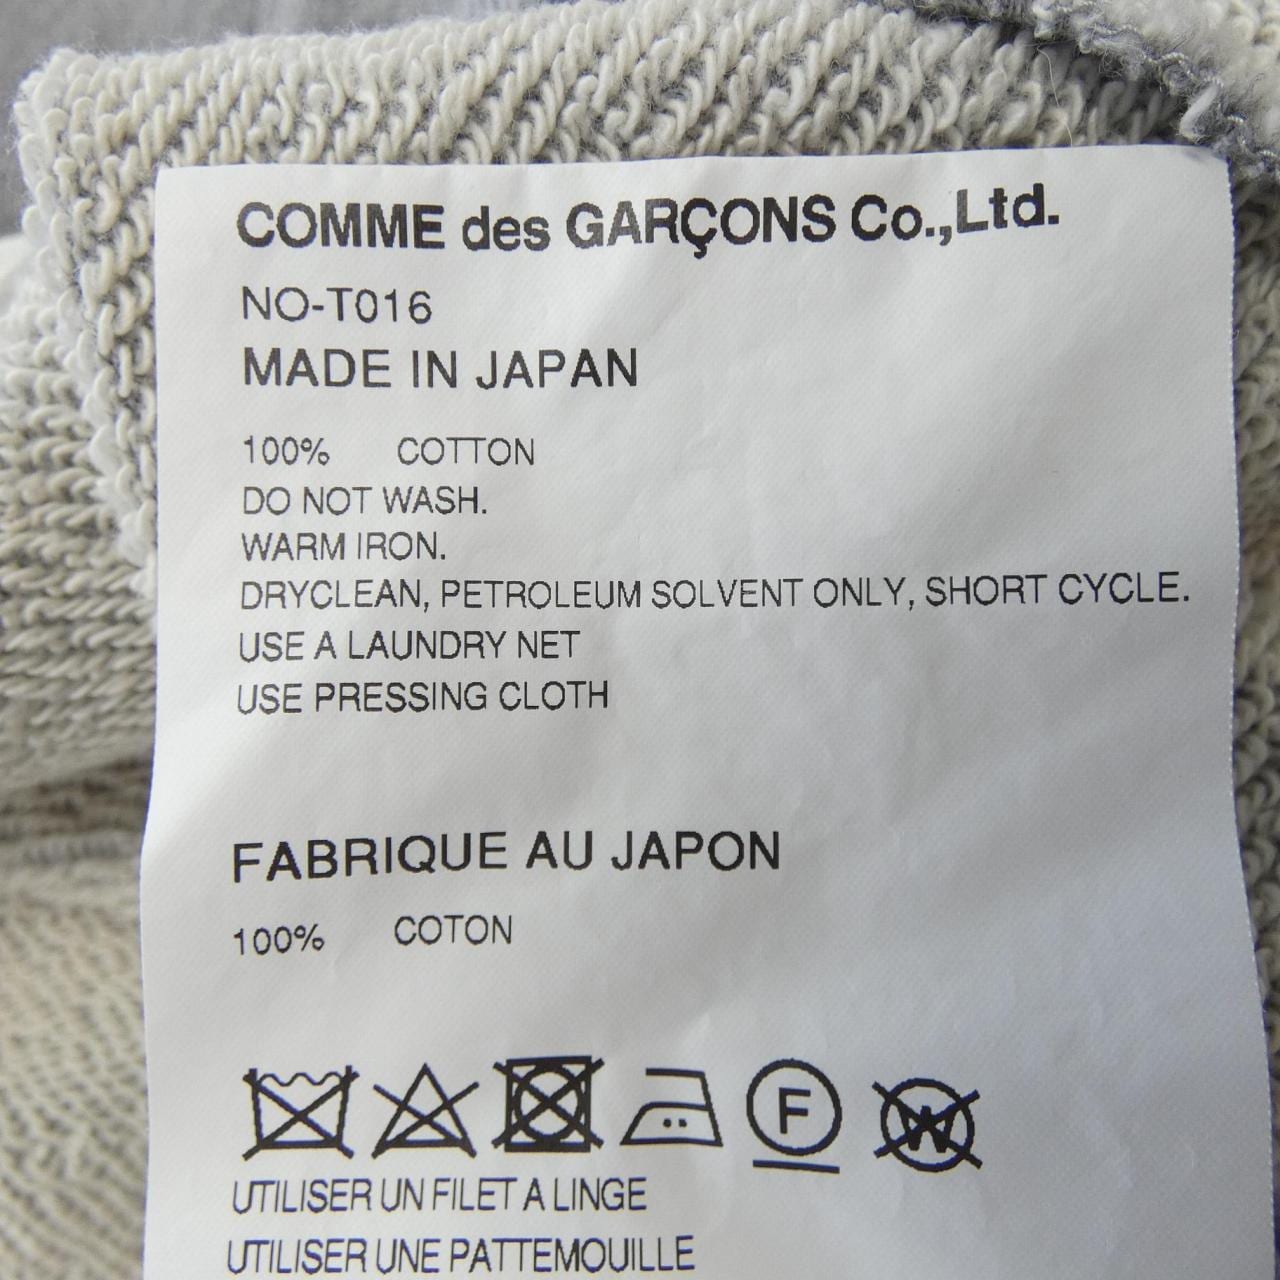 COMME des GARÇONS Co.,Ltd.
NO-T016
MADE IN JAPAN
100% COTTON
DO NOT WASH.
WARM IRON.
DRYCLEAN, PETROLEUM SOLVENT ONLY, SHORT CYCLE.
USE A LAUNDRY NET
USE PRESSING CLOTH
FABRIQUE AU JAPON
100% COTON
F W
UTILISER UN FILET A LINGE
UTILISER UNE PATTEMOUILLE